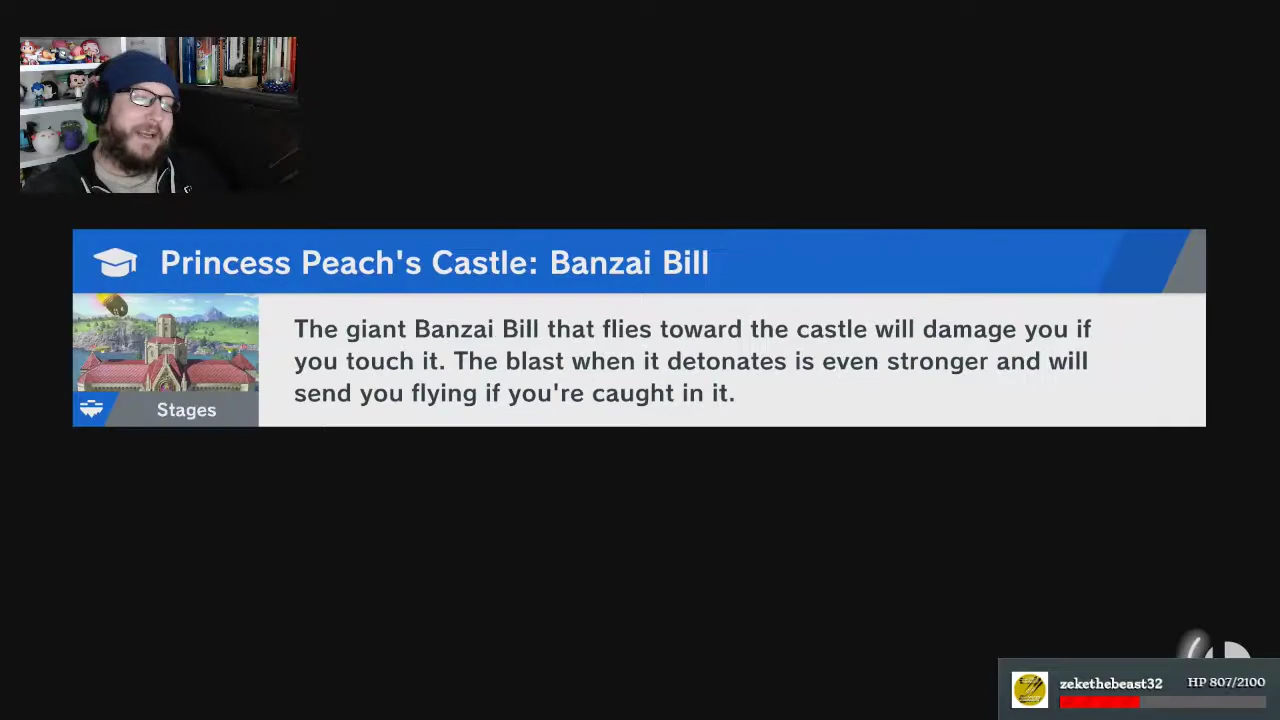 Princess Peach's Castle: Banzai Bill
The giant Banzai Bill that flies toward the castle will damage you if
you touch it. The blast when it detonates is even stronger and will
send you flying if you're caught in it.
Stages
zekethebeast32 HP 807/2100